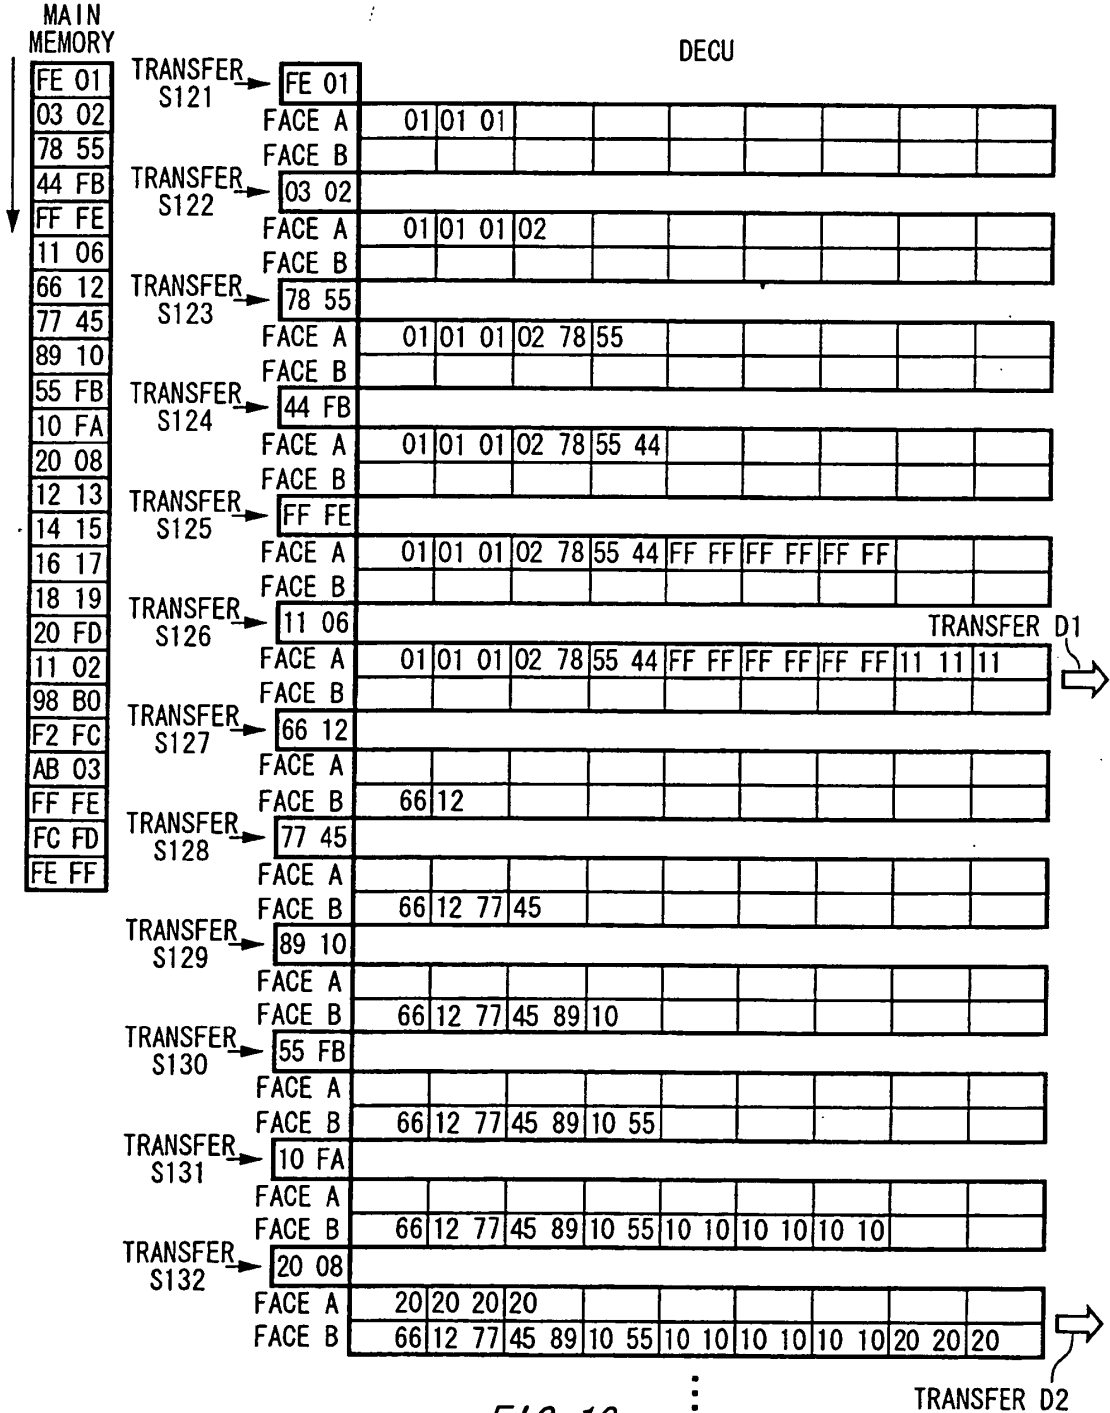 MAIN
MEMORY
FE 01
03 02
78 55
44 FB
FF FE
11 06
66 12
77 45
89 10
55 FB
10 FA
20 08
12 13
14 15
16 17
18 19
20 FD
11 02
98 B0
F2 FC
AB 03
FF FE
FC FD
FE FF
DECU
TRANSFER S121
FE 01
FACE A 01 01 01
FACE B
TRANSFER S122
03 02
FACE A 01 01 01 02
FACE B
TRANSFER S123
78 55
FACE A 01 01 01 02 78 55
FACE B
TRANSFER S124
44 FB
FACE A 01 01 01 02 78 55 44
FACE B
TRANSFER S125
FF FE
FACE A 01 01 01 02 78 55 44 FF FF FF FF FF FF
FACE B
TRANSFER S126
11 06
TRANSFER D1
FACE A 01 01 01 02 78 55 44 FF FF FF FF FF FF 11 11 11
FACE B
TRANSFER S127
66 12
FACE A
FACE B 66 12
TRANSFER S128
77 45
FACE A
FACE B 66 12 77 45
TRANSFER S129
89 10
FACE A
FACE B 66 12 77 45 89 10
TRANSFER S130
55 FB
FACE A
FACE B 66 12 77 45 89 10 55
TRANSFER S131
10 FA
FACE A
FACE B 66 12 77 45 89 10 55 10 10 10 10 10 10
TRANSFER S132
20 08
FACE A 20 20 20 20
FACE B 66 12 77 45 89 10 55 10 10 10 10 10 10 20 20 20
TRANSFER D2